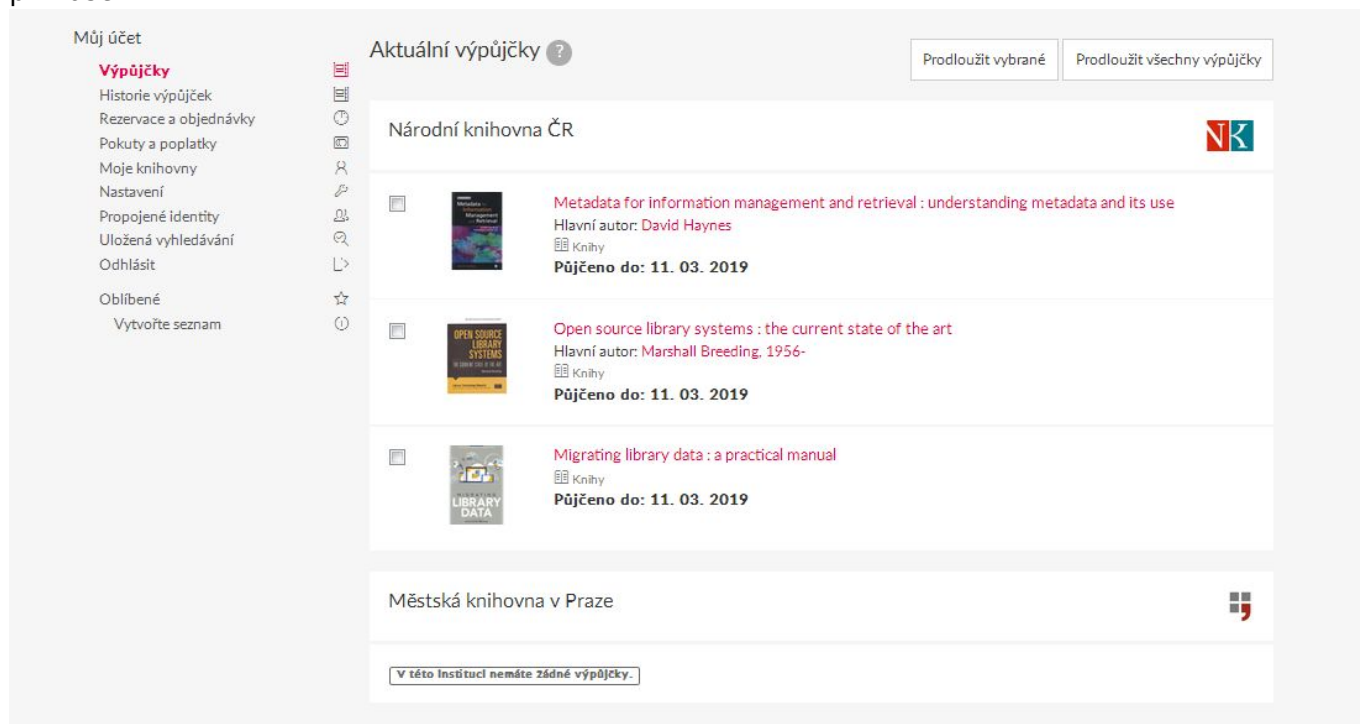 Můj účet
Výpůjčky
Historie výpůjček
Rezervace a objednávky
Pokuty a poplatky
Moje knihovny
Nastavení
Propojené identity
Uložená vyhledávání
Odhlásit
Oblíbené
Vytvořte seznam
Aktuální výpůjčky ?
Prodloužit vybrané
Prodloužit všechny výpůjčky
Národní knihovna ČR
NK
Metadata for information management and retrieval : understanding metadata and its use
Hlavní autor: David Haynes
Knihy
Půjčeno do: 11. 03. 2019
OPEN SOURCE
LIBRARY
SYSTEMS
Open source library systems : the current state of the art
Hlavní autor: Marshall Breeding, 1956-
Knihy
Půjčeno do: 11. 03. 2019
MIGRATING
LIBRARY
DATA
Migrating library data : a practical manual
Knihy
Půjčeno do: 11. 03. 2019
Městská knihovna v Praze
V této instituci nemáte žádné výpůjčky.